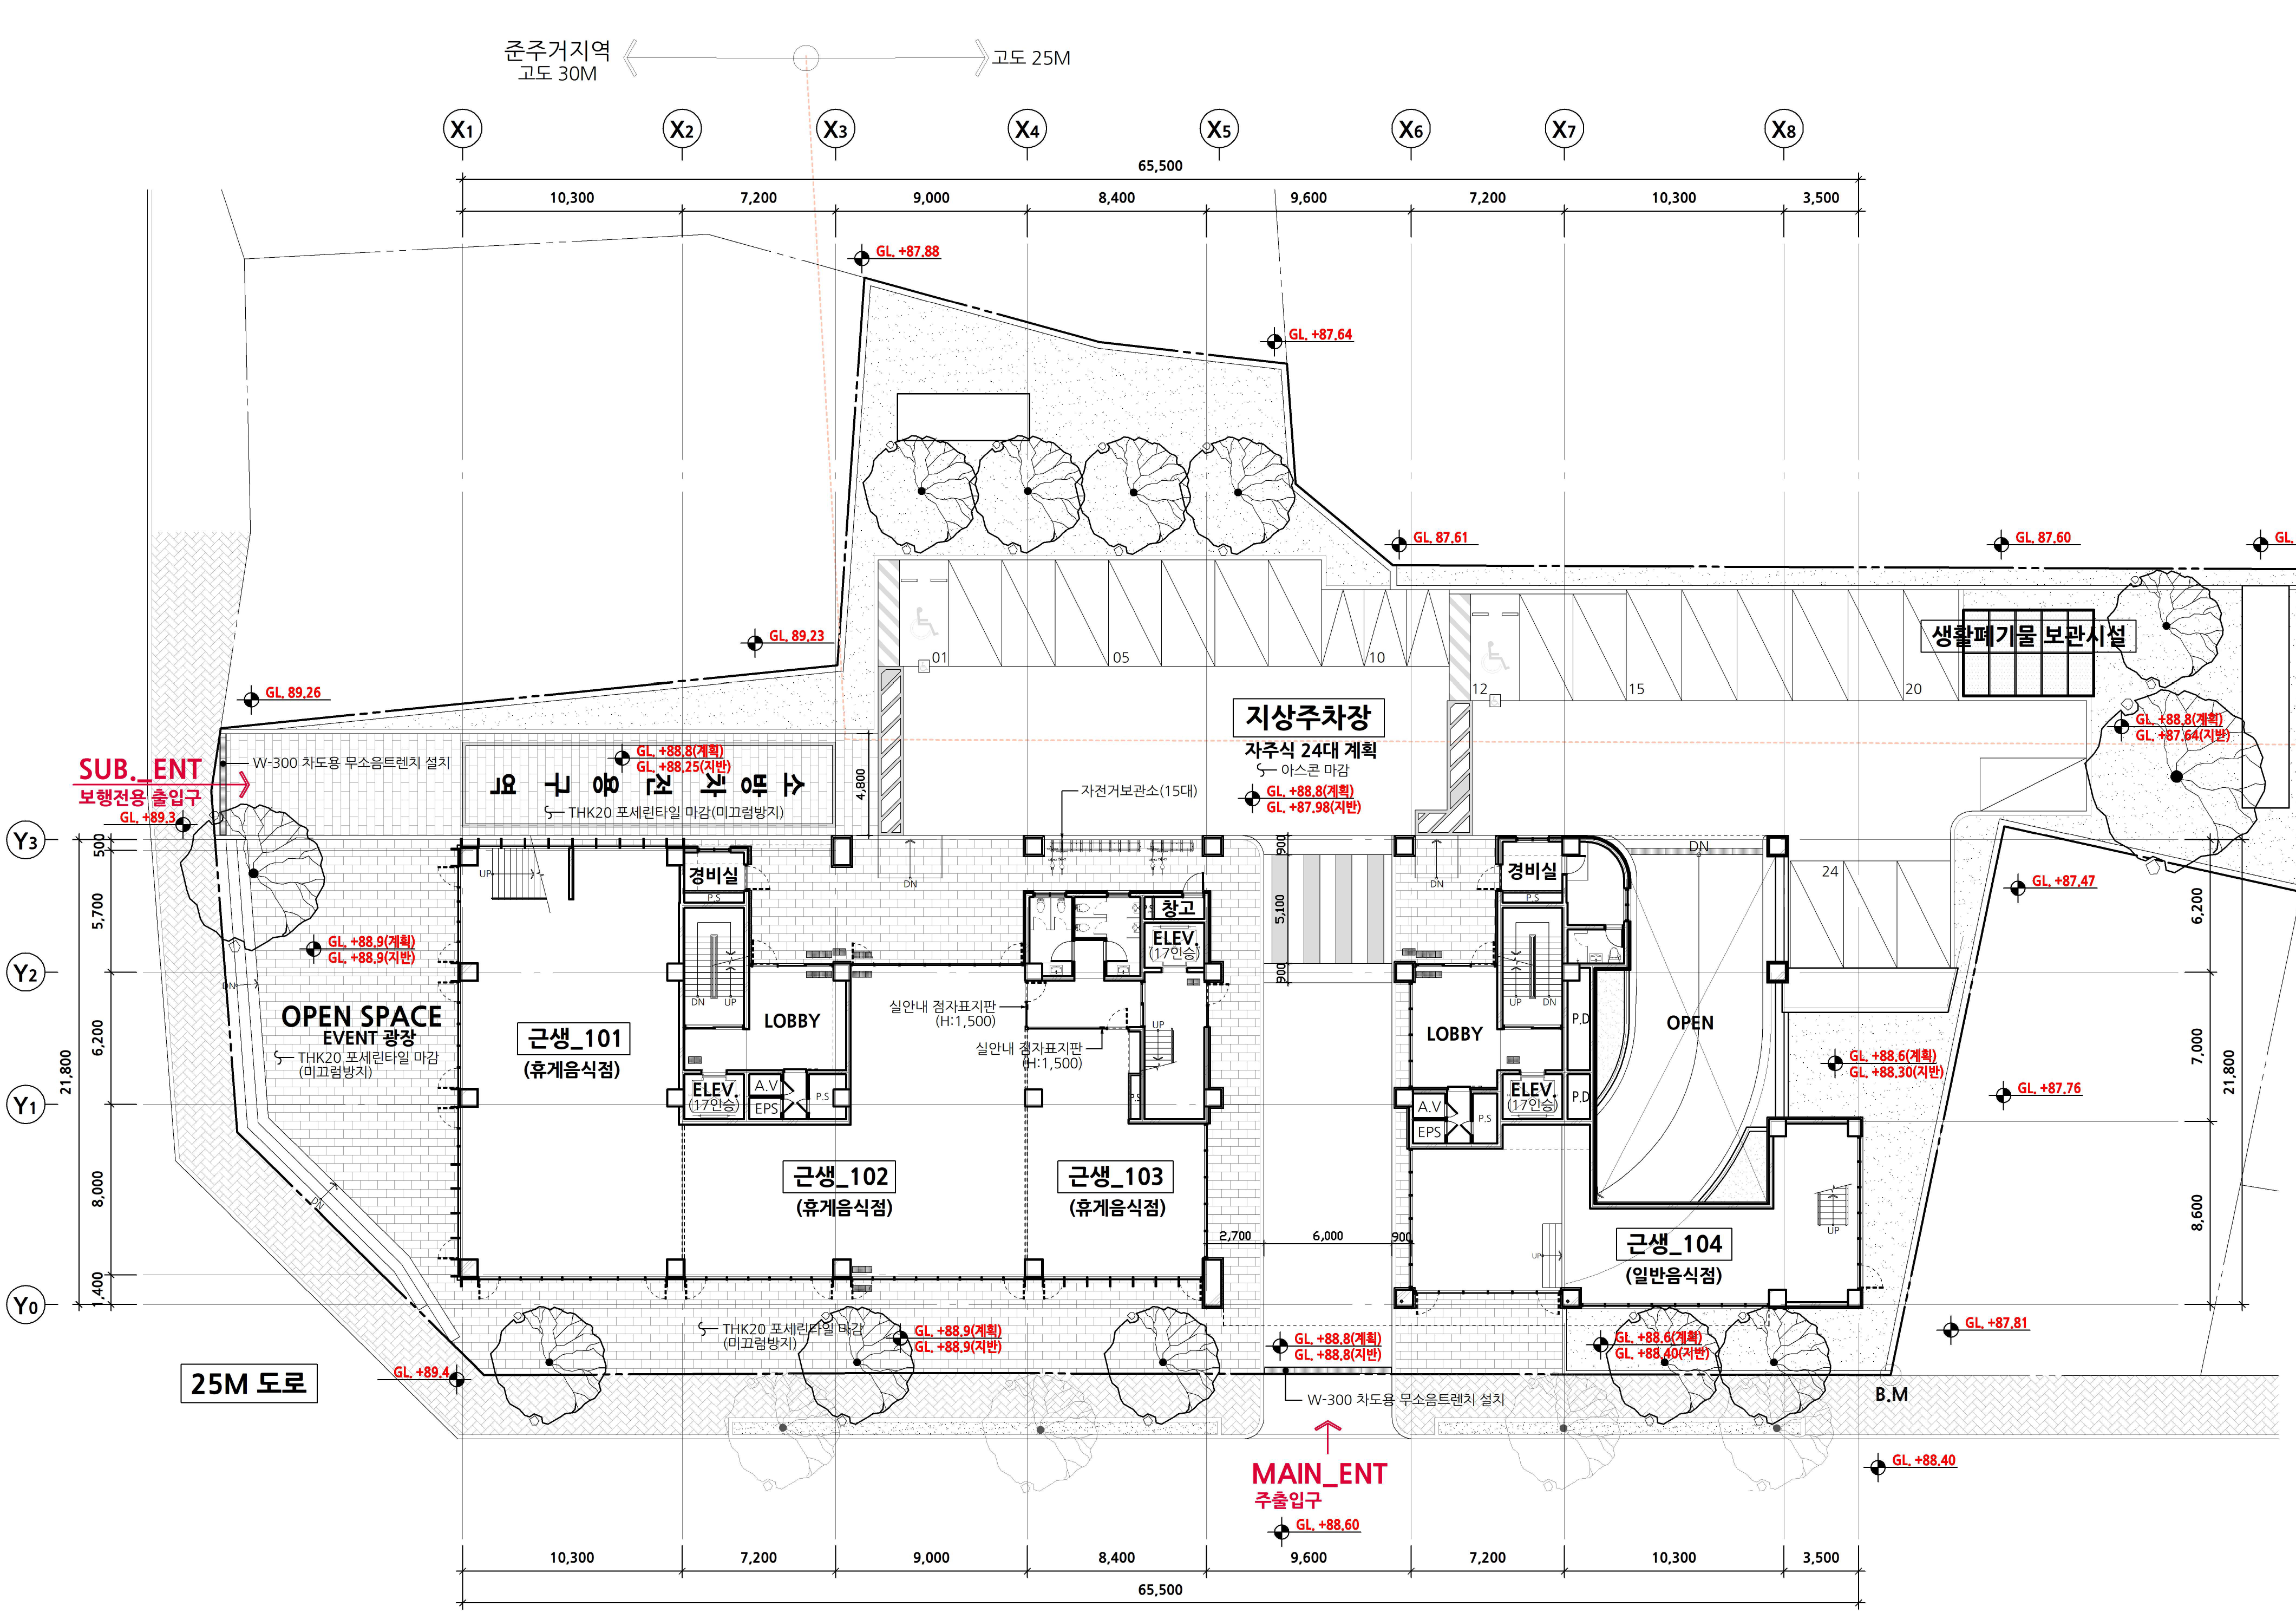 준주거지역
고도 30M
고도 25M
X1 X2 X3 X4 X5 X6 X7 X8
65,500
10,300 7,200 9,000 8,400 9,600 7,200 10,300 3,500
GL. +87.88
GL. +87.64
GL. 87.61
GL. 87.60
GL.
GL. 89.23
GL. 89.26
01 05 10
12 15 20
생활폐기물 보관시설
지상주차장
자주식 24대 계획
아스콘 마감
GL. +88.8(계획)
GL. +87.98(지반)
GL. +88.8(계획)
GL. +87.64(지반)
SUB._ENT
보행전용 출입구
GL. +89.3
W-300 차도용 무소음트렌치 설치
GL. +88.8(계획)
GL. +88.25(지반)
소방차전용구역
THK20 포세린타일 마감(미끄럼방지)
4,800
자전거보관소(15대)
Y3
Y2
Y1
Y0
500
5,700
6,200
8,000
1,400
21,800
UP
경비실
P.S
DN
DN UP
LOBBY
ELEV.
(17인승)
A.V
EPS
P.S
창고
P.S
ELEV.
(17인승)
실안내 점자표지판
(H:1,500)
실안내 점자표지판
(H:1,500)
UP
P.S
900
5,100
900
DN
경비실
P.S
UP DN
LOBBY
P.D
P.D
ELEV.
(17인승)
A.V
EPS
P.S
DN
OPEN
24
GL. +87.47
GL. +88.6(계획)
GL. +88.30(지반)
GL. +87.76
6,200
7,000
8,600
21,800
GL. +88.9(계획)
GL. +88.9(지반)
DN
OPEN SPACE
EVENT 광장
THK20 포세린타일 마감
(미끄럼방지)
DN
근생_101
(휴게음식점)
근생_102
(휴게음식점)
근생_103
(휴게음식점)
2,700 6,000 900
UP
UP
근생_104
(일반음식점)
THK20 포세린타일 마감
(미끄럼방지)
GL. +88.9(계획)
GL. +88.9(지반)
GL. +88.8(계획)
GL. +88.8(지반)
GL. +88.6(계획)
GL. +88.40(지반)
GL. +87.81
GL. +89.4
25M 도로
W-300 차도용 무소음트렌치 설치
B.M
MAIN_ENT
주출입구
GL. +88.40
GL. +88.60
10,300 7,200 9,000 8,400 9,600 7,200 10,300 3,500
65,500